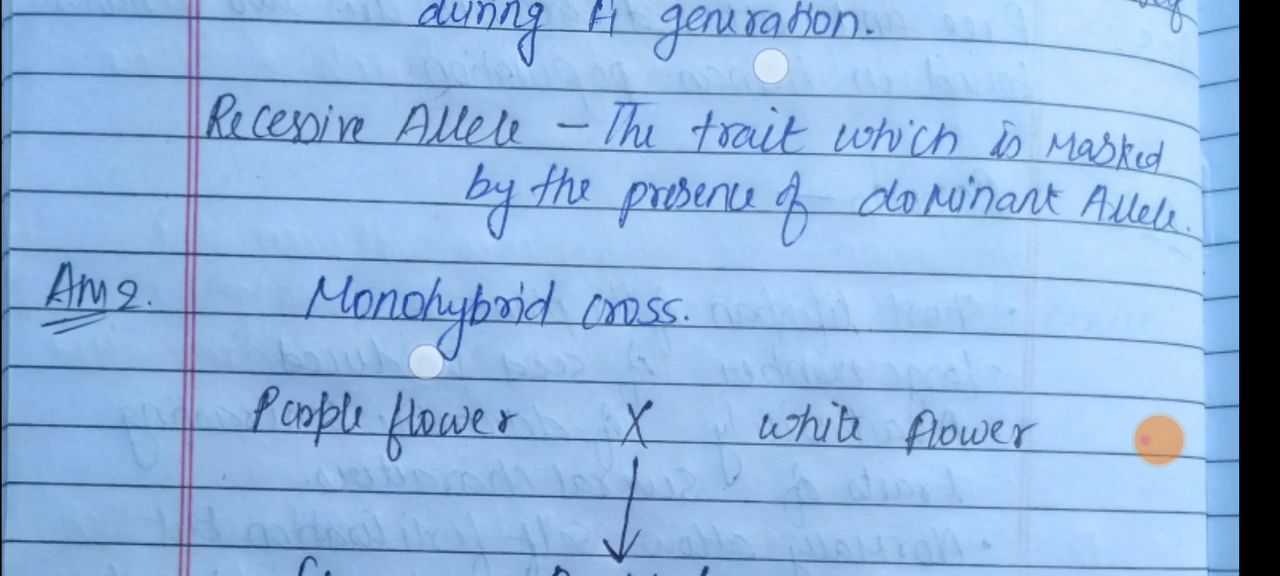 during F1 generation.
Recessive Allele - The trait which is Masked
by the presence of dominant Allele.
Ans 2. Monohybrid cross.
Purple flower X white flower